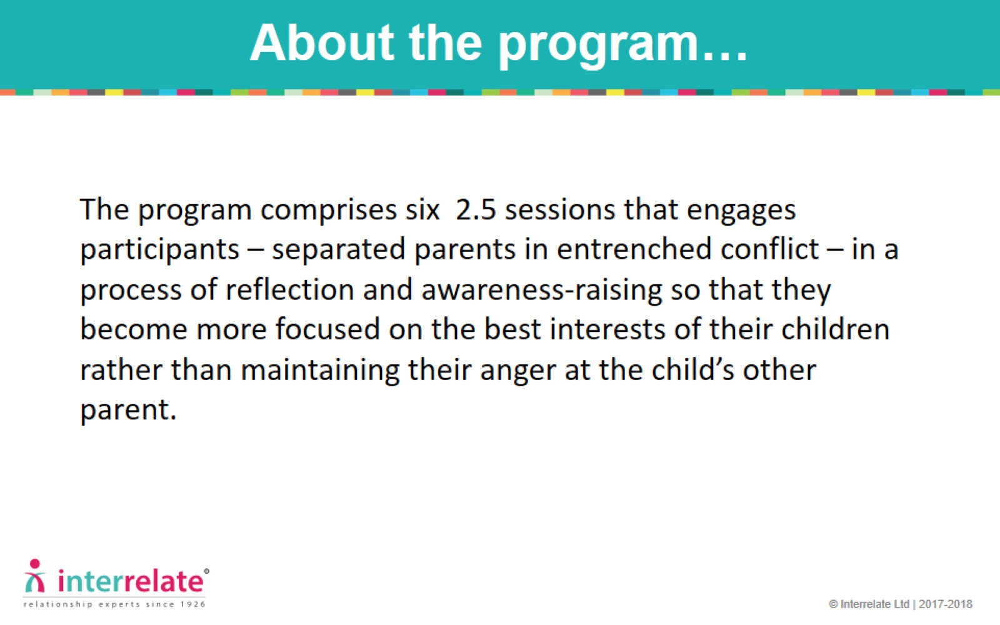 About the program...
The program comprises six  2.5 sessions that engages
participants – separated parents in entrenched conflict – in a
process of reflection and awareness-raising so that they
become more focused on the best interests of their children
rather than maintaining their anger at the child’s other
parent.
interrelate®
relationship experts since 1926
© Interrelate Ltd | 2017-2018